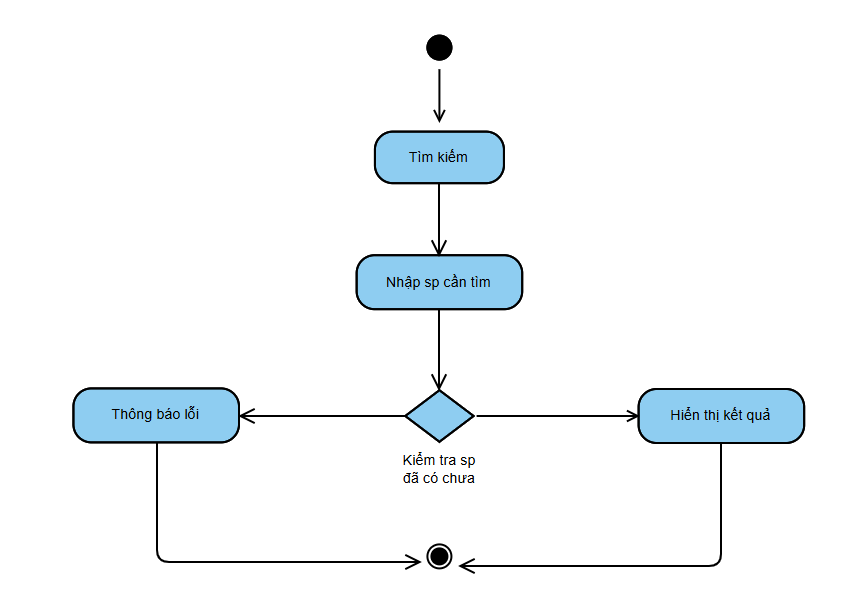 Tìm kiếm
Nhập sp cần tìm
Thông báo lỗi
Hiển thị kết quả
Kiểm tra sp
đã có chưa